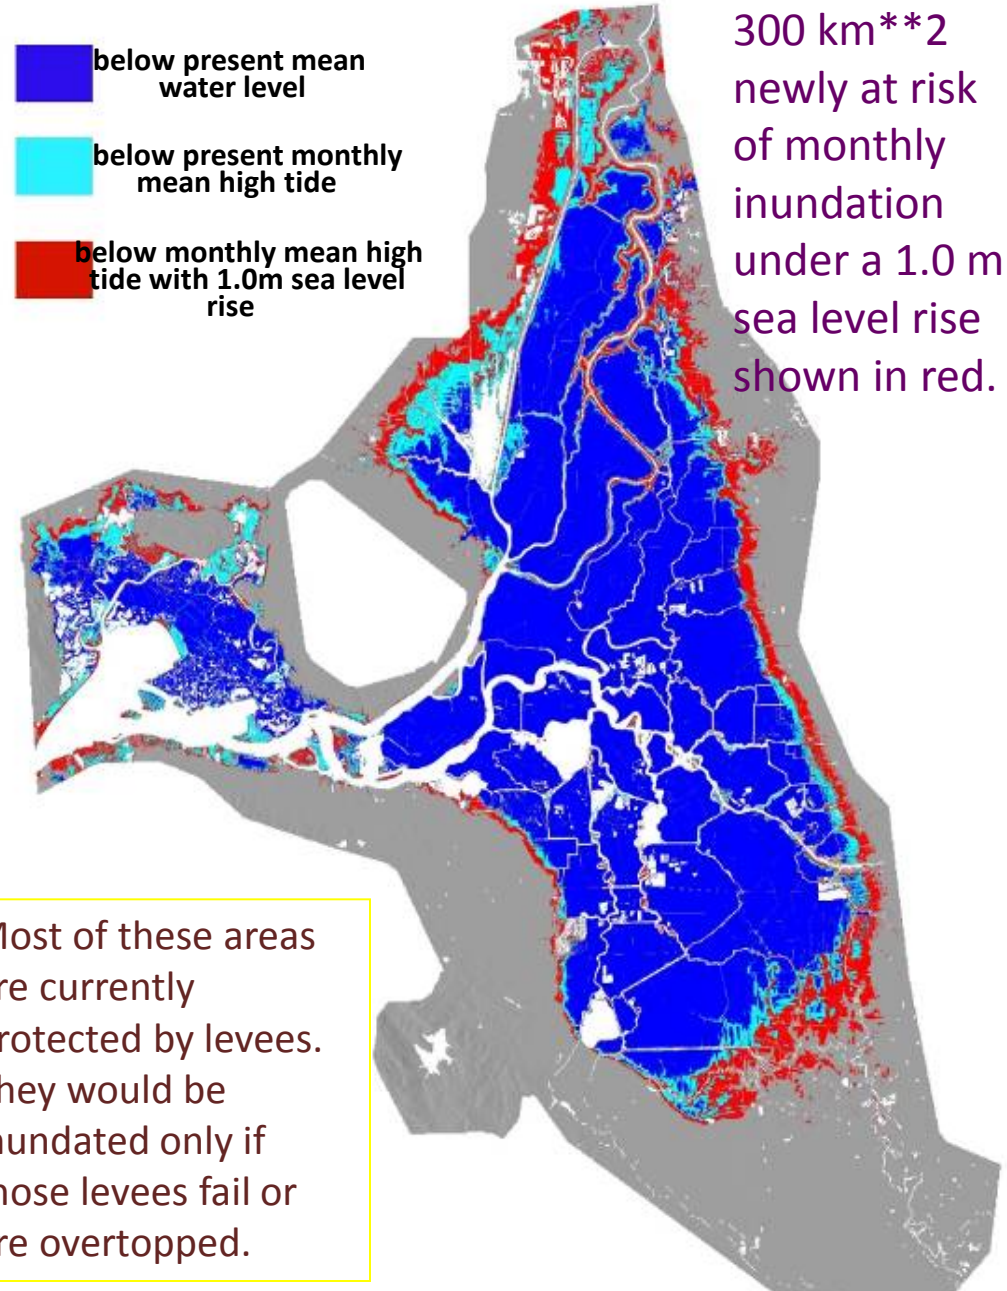 below present mean
water level
below present monthly
mean high tide
below monthly mean high
tide with 1.0m sea level
rise
300 km**2
newly at risk
of monthly
inundation
under a 1.0 m
sea level rise
shown in red.
Most of these areas
re currently
rotected by levees.
hey would be
nundated only if
hose levees fail or
re overtopped.